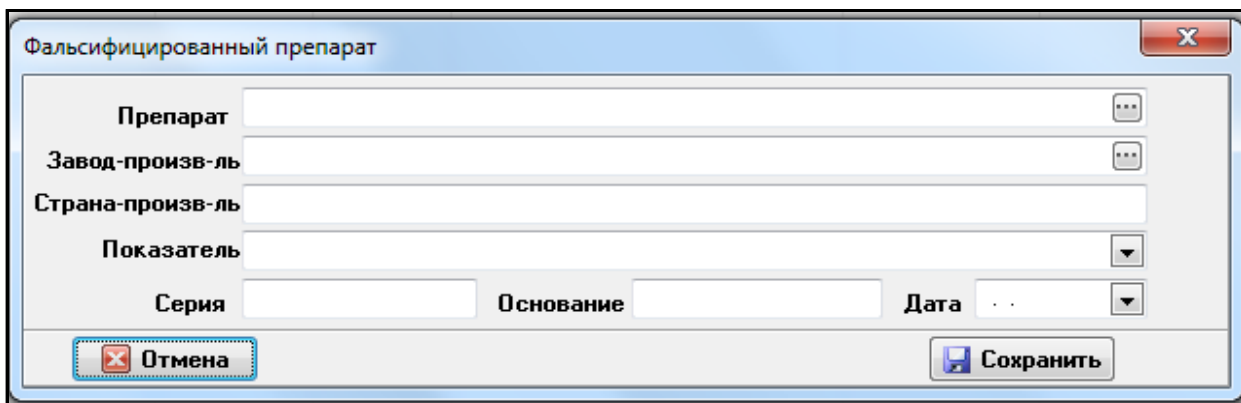 Фальсифицированный препарат
Препарат
Завод-произв-ль
Страна-произв-ль
Показатель
Серия Основание Дата . .
Отмена Сохранить